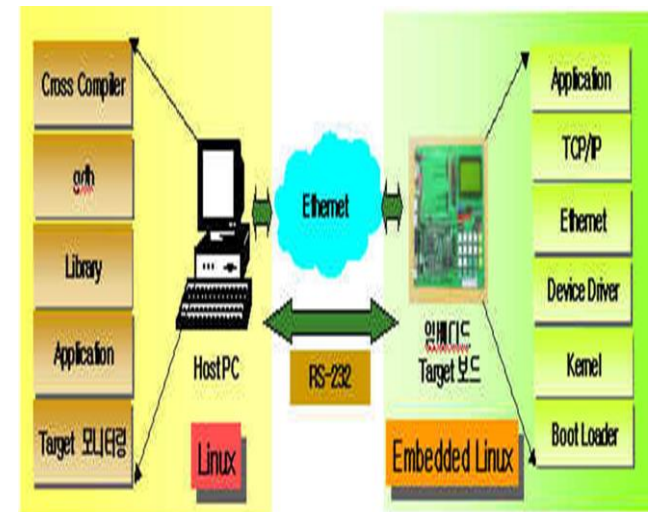 Cross Compiler
gdb
Library
Application
Target 모니터링
Host PC
Linux
Ethernet
RS-232
임베디드
Target 보드
Embedded Linux
Application
TCP/IP
Ethernet
Device Driver
Kernel
Boot Loader